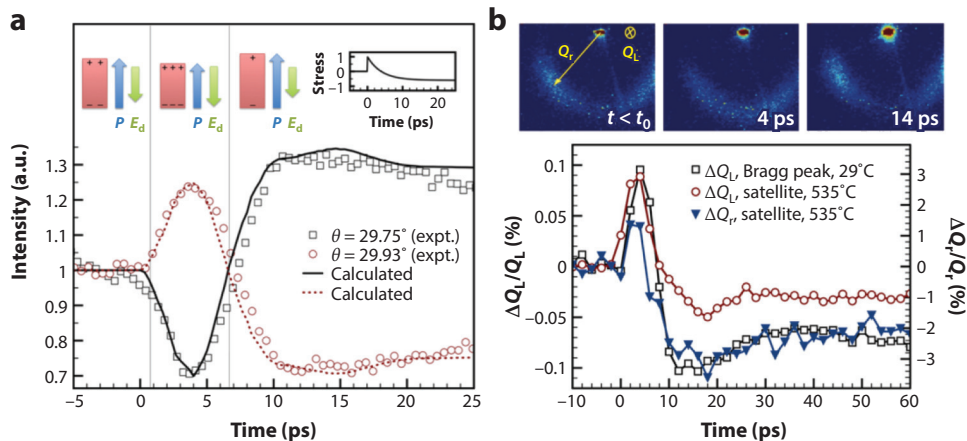 a
+ +
– –
P E_d
+ + +
– – –
P E_d
+
–
P E_d
Stress
1
0
–1
0 10 20
Time (ps)
Intensity (a.u.)
1.3
1.2
1.1
1
0.9
0.8
0.7
θ = 29.75° (expt.)
θ = 29.93° (expt.)
Calculated
Calculated
–5 0 5 10 15 20 25
Time (ps)
b
Q_r
Q_L
t < t_0
4 ps
14 ps
ΔQ_L/Q_L (%)
0.1
0.05
0
–0.05
–0.1
ΔQ_L, Bragg peak, 29°C
ΔQ_L, satellite, 535°C
ΔQ_r, satellite, 535°C
3
2
1
0
–1
–2
–3
ΔQ_r/Q_r (%)
–10 0 10 20 30 40 50 60
Time (ps)